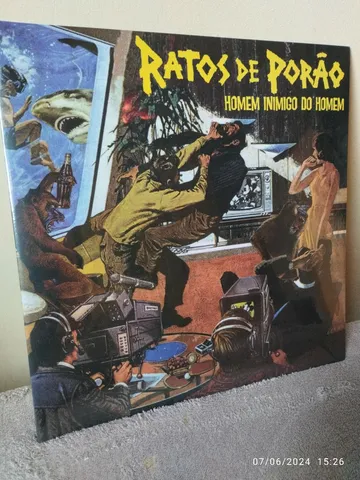 RATOS DE PORÃO
HOMEM INIMIGO DO HOMEM
07/06/2024 15:26